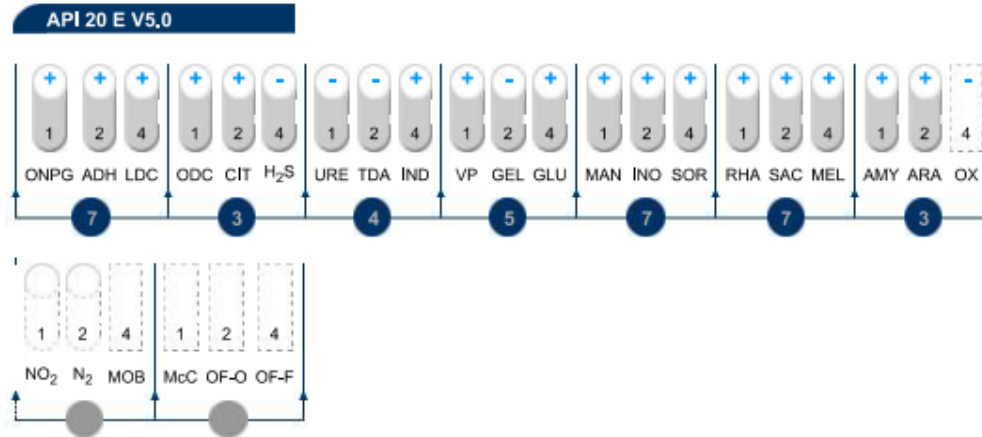 API 20 E V5.0
+ + + + + - - - + + - + + + + + + + + + -
1 2 4 1 2 4 1 2 4 1 2 4 1 2 4 1 2 4 1 2 4
ONPG ADH LDC ODC CIT H₂S URE TDA IND VP GEL GLU MAN INO SOR RHA SAC MEL AMY ARA OX
7 3 4 5 7 7 3
1 2 4 1 2 4
NO₂ N₂ MOB McC OF-O OF-F